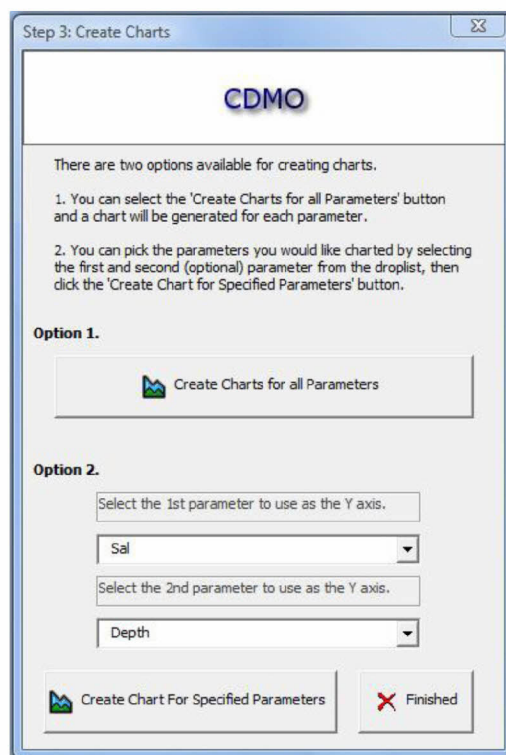 Step 3: Create Charts
CDMO
There are two options available for creating charts.
1. You can select the 'Create Charts for all Parameters' button
and a chart will be generated for each parameter.
2. You can pick the parameters you would like charted by selecting
the first and second (optional) parameter from the droplist, then
click the 'Create Chart for Specified Parameters' button.
Option 1.
Create Charts for all Parameters
Option 2.
Select the 1st parameter to use as the Y axis.
Sal
Select the 2nd parameter to use as the Y axis.
Depth
Create Chart For Specified Parameters
Finished